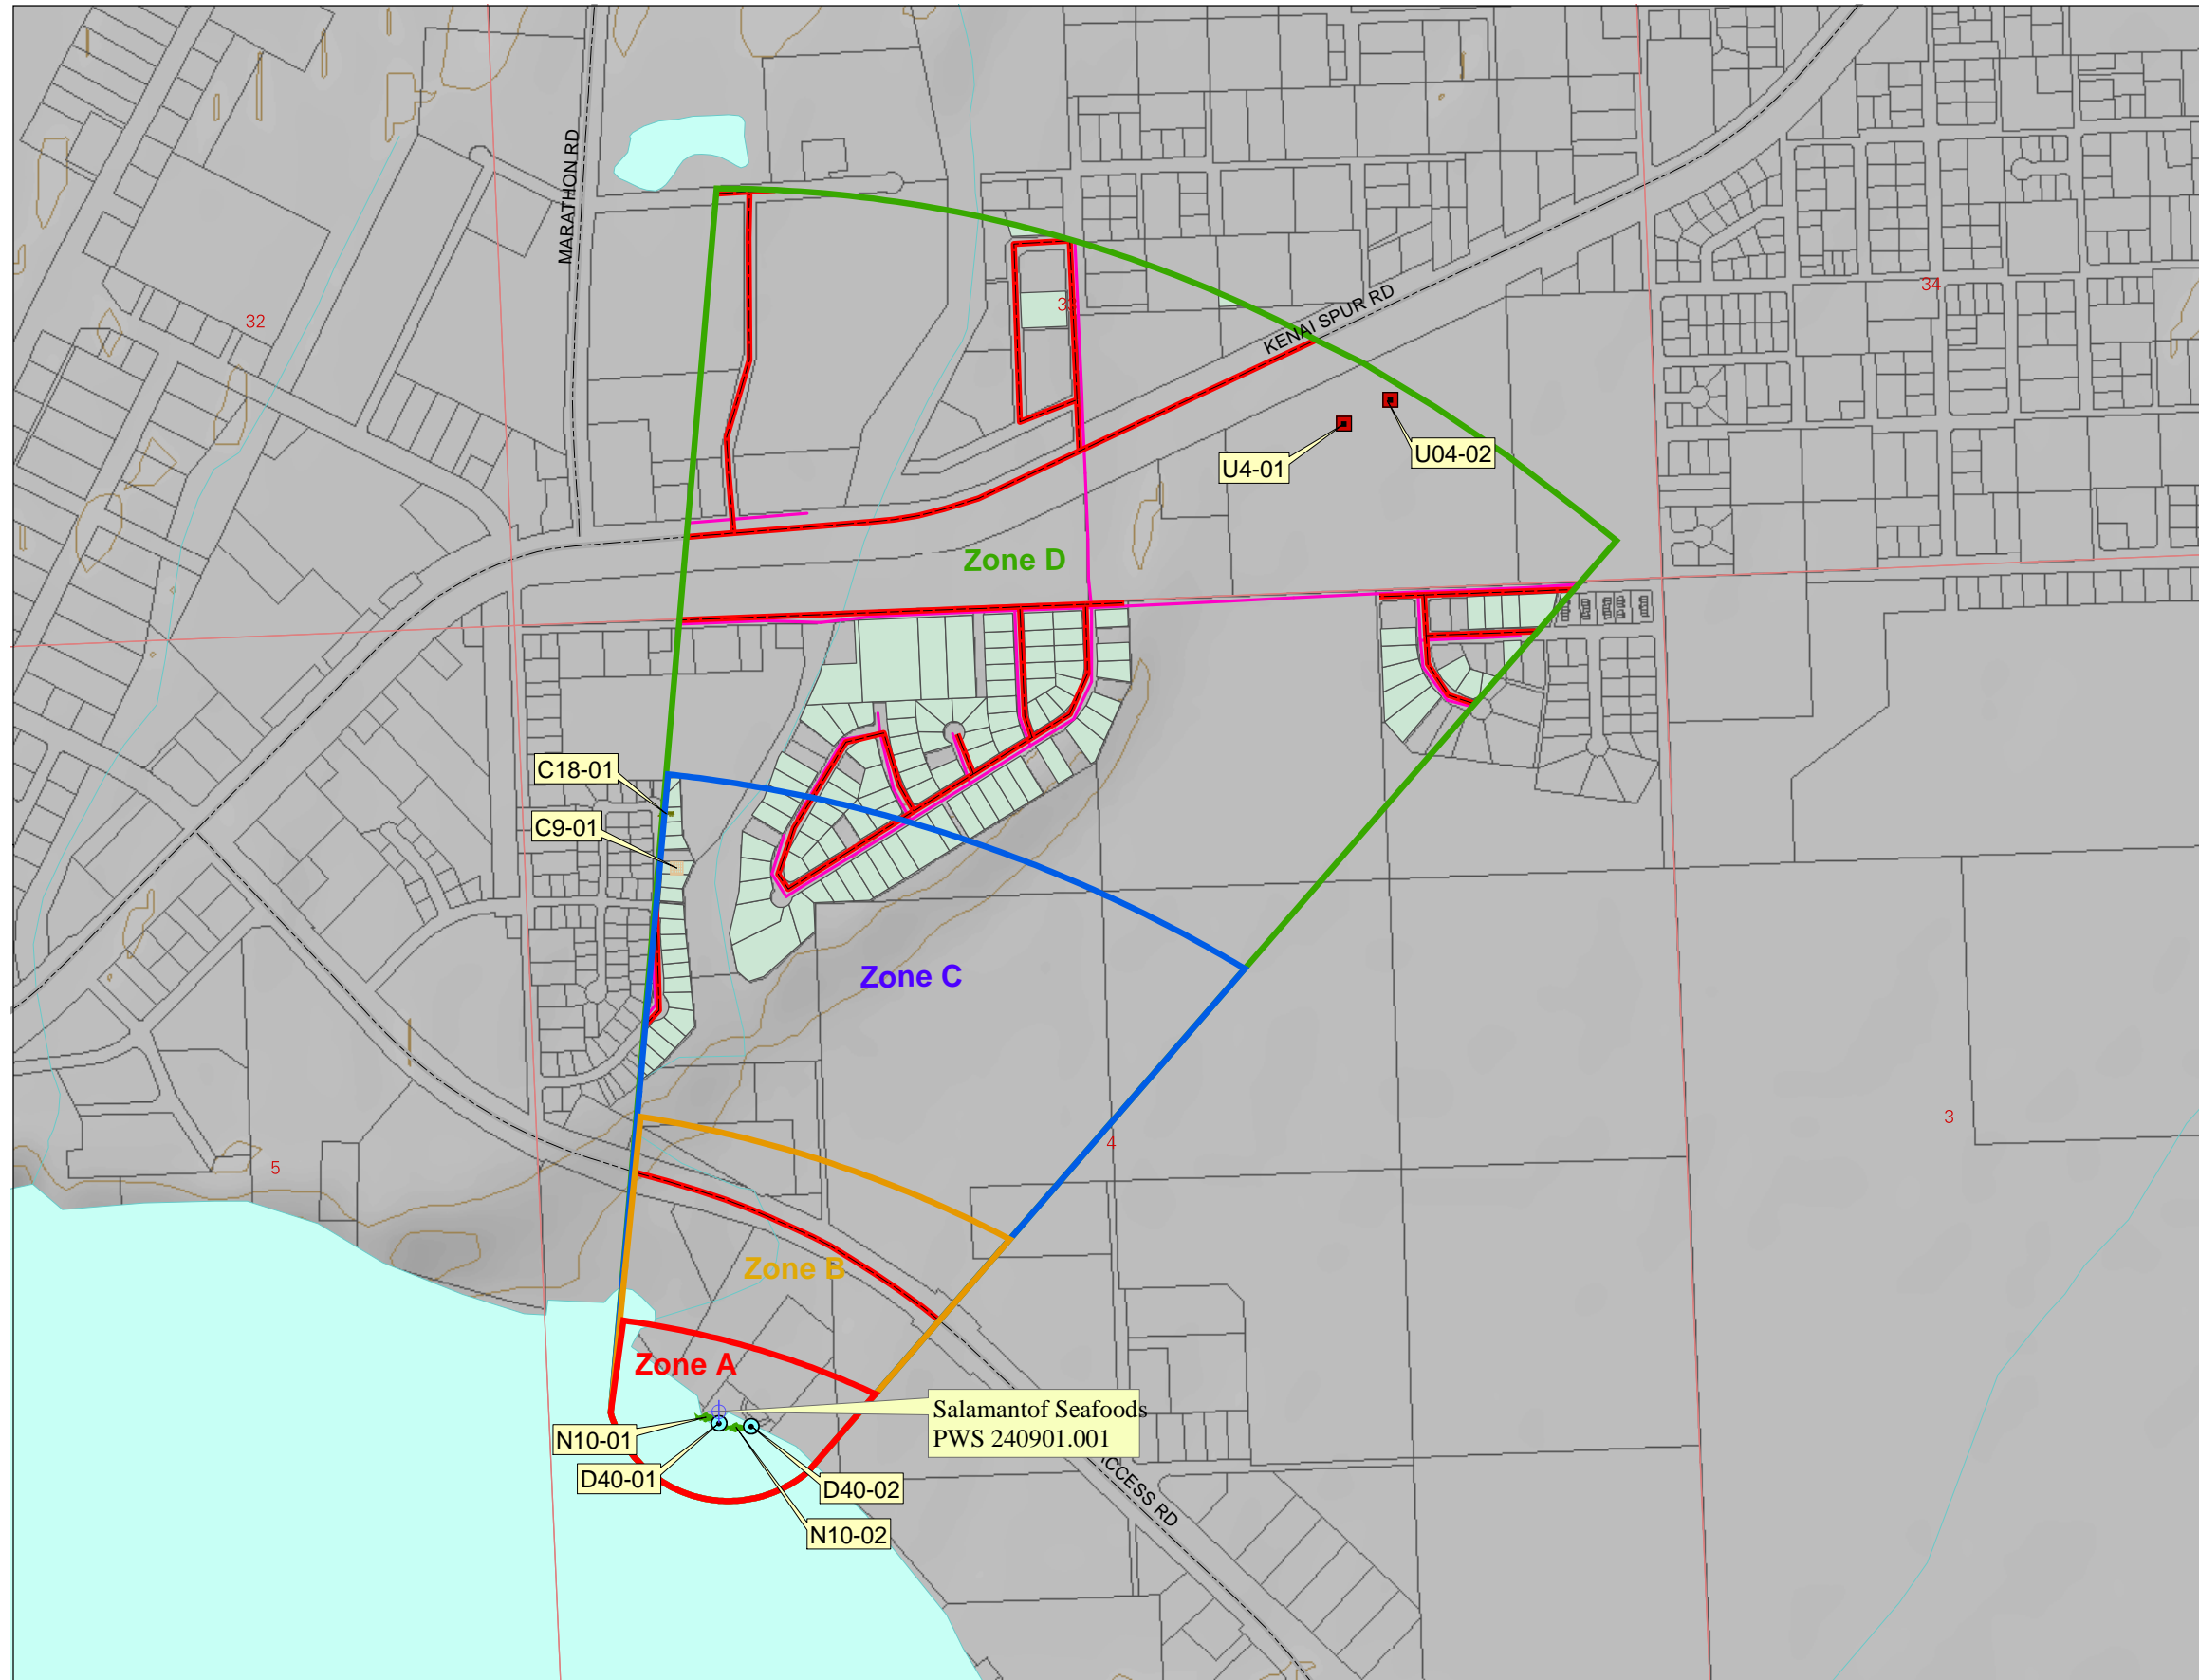 MARATHON RD
32
33
34
KENAI SPUR RD
U04-02
U4-01
Zone D
C18-01
C9-01
Zone C
3
4
5
Zone B
Zone A
Salamantof Seafoods
PWS 240901.001
N10-01
D40-01
D40-02
N10-02
ACCESS RD